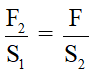 F₂/S₁ = F/S₂